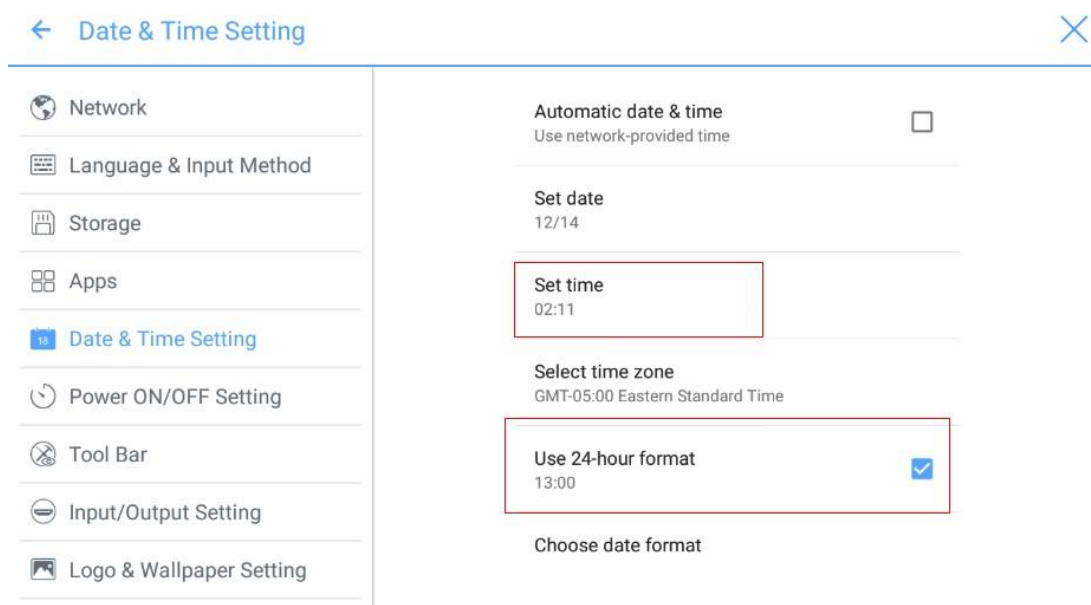 Date & Time Setting
Network
Language & Input Method
Storage
Apps
18
Date & Time Setting
Power ON/OFF Setting
Tool Bar
Input/Output Setting
Logo & Wallpaper Setting
Automatic date & time
Use network-provided time
Set date
12/14
Set time
02:11
Select time zone
GMT-05:00 Eastern Standard Time
Use 24-hour format
13:00
Choose date format